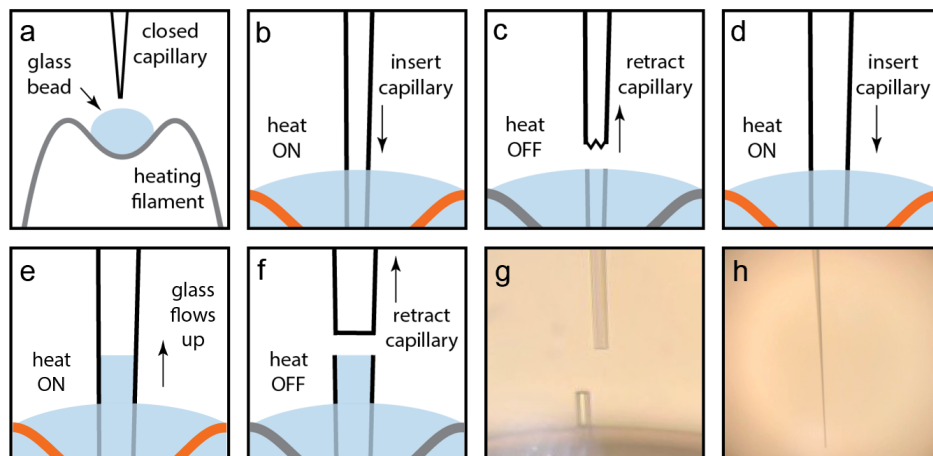 a
closed
capillary
glass
bead
heating
filament
b
insert
capillary
heat
ON
c
retract
capillary
heat
OFF
d
insert
capillary
heat
ON
e
glass
flows
up
heat
ON
f
retract
capillary
heat
OFF
g
h